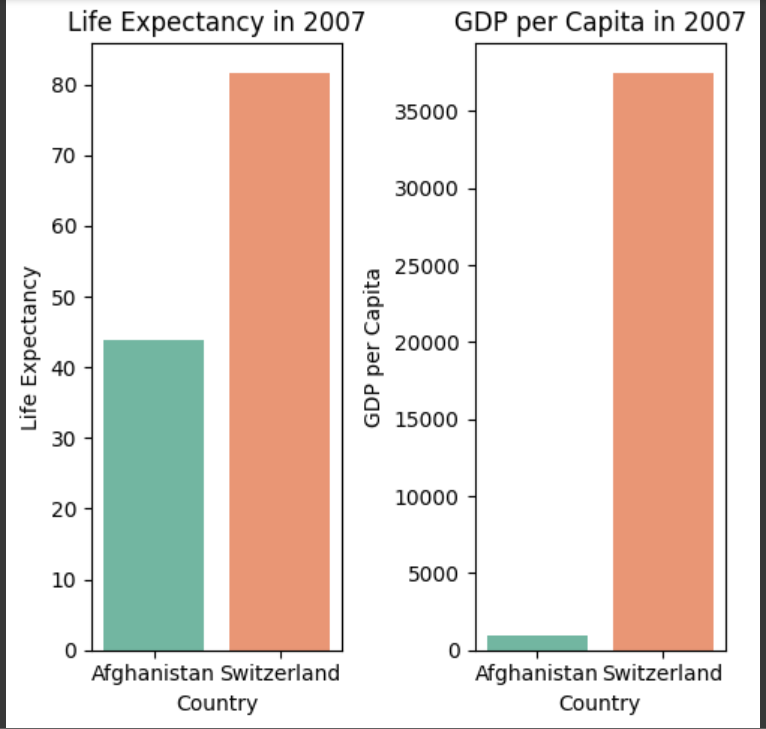 Life Expectancy in 2007
Life Expectancy
80
70
60
50
40
30
20
10
0
Afghanistan Switzerland
Country
GDP per Capita in 2007
GDP per Capita
35000
30000
25000
20000
15000
10000
5000
0
Afghanistan Switzerland
Country